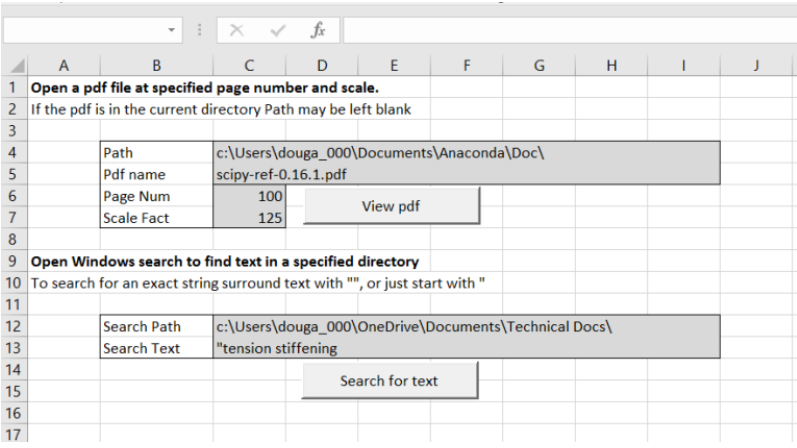 fx
A B C D E F G H I J
1 Open a pdf file at specified page number and scale.
2 If the pdf is in the current directory Path may be left blank
3
4 Path c:\Users\douga_000\Documents\Anaconda\Doc\
5 Pdf name scipy-ref-0.16.1.pdf
6 Page Num 100
View pdf
7 Scale Fact 125
8
9 Open Windows search to find text in a specified directory
10 To search for an exact string surround text with "", or just start with "
11
12 Search Path c:\Users\douga_000\OneDrive\Documents\Technical Docs\
13 Search Text "tension stiffening
14
Search for text
15
16
17